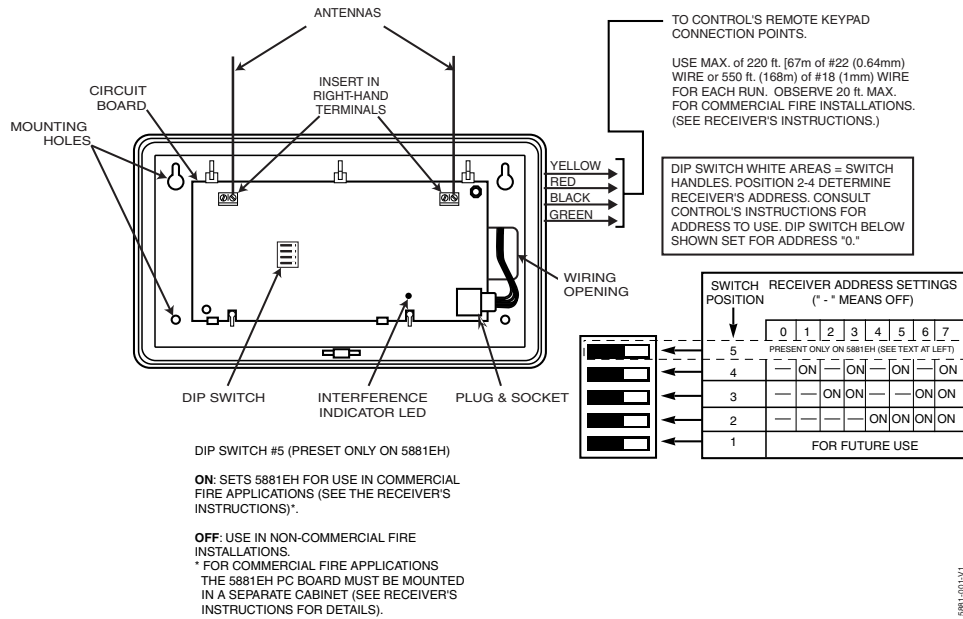 ANTENNAS
TO CONTROL'S REMOTE KEYPAD
CONNECTION POINTS.
USE MAX. of 220 ft. [67m of #22 (0.64mm)
WIRE or 550 ft. (168m) of #18 (1mm) WIRE
FOR EACH RUN. OBSERVE 20 ft. MAX.
FOR COMMERCIAL FIRE INSTALLATIONS.
(SEE RECEIVER'S INSTRUCTIONS.)
CIRCUIT
BOARD
INSERT IN
RIGHT-HAND
TERMINALS
MOUNTING
HOLES
YELLOW
RED
BLACK
GREEN
DIP SWITCH WHITE AREAS = SWITCH
HANDLES. POSITION 2-4 DETERMINE
RECEIVER'S ADDRESS. CONSULT
CONTROL'S INSTRUCTIONS FOR
ADDRESS TO USE. DIP SWITCH BELOW
SHOWN SET FOR ADDRESS "0."
WIRING
OPENING
DIP SWITCH
INTERFERENCE
INDICATOR LED
PLUG & SOCKET
SWITCH
POSITION
RECEIVER ADDRESS SETTINGS
(" - " MEANS OFF)
0 1 2 3 4 5 6 7
5 PRESENT ONLY ON 5881EH (SEE TEXT AT LEFT)
4 — ON — ON — ON — ON
3 — — ON ON — — ON ON
2 — — — — ON ON ON ON
1 FOR FUTURE USE
DIP SWITCH #5 (PRESET ONLY ON 5881EH)
ON: SETS 5881EH FOR USE IN COMMERCIAL
FIRE APPLICATIONS (SEE THE RECEIVER'S
INSTRUCTIONS)*.
OFF: USE IN NON-COMMERCIAL FIRE
INSTALLATIONS.
* FOR COMMERCIAL FIRE APPLICATIONS
THE 5881EH PC BOARD MUST BE MOUNTED
IN A SEPARATE CABINET (SEE RECEIVER'S
INSTRUCTIONS FOR DETAILS).
5881-001-V1